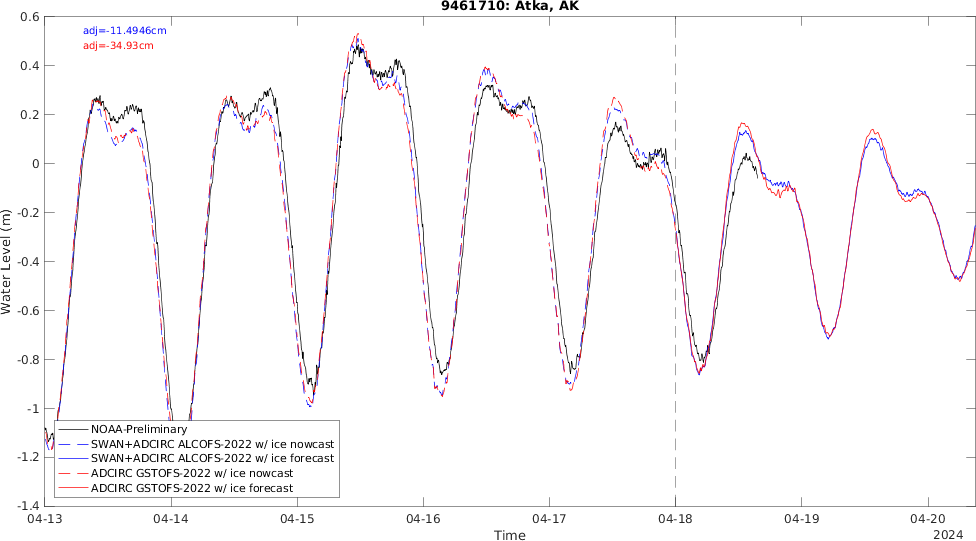 9461710: Atka, AK
adj=-11.4946cm
adj=-34.93cm
0.6
0.4
0.2
0
-0.2
-0.4
-0.6
-0.8
-1
-1.2
-1.4
Water Level (m)
NOAA-Preliminary
SWAN+ADCIRC ALCOFS-2022 w/ ice nowcast
SWAN+ADCIRC ALCOFS-2022 w/ ice forecast
ADCIRC GSTOFS-2022 w/ ice nowcast
ADCIRC GSTOFS-2022 w/ ice forecast
04-13 04-14 04-15 04-16 04-17 04-18 04-19 04-20
Time
2024